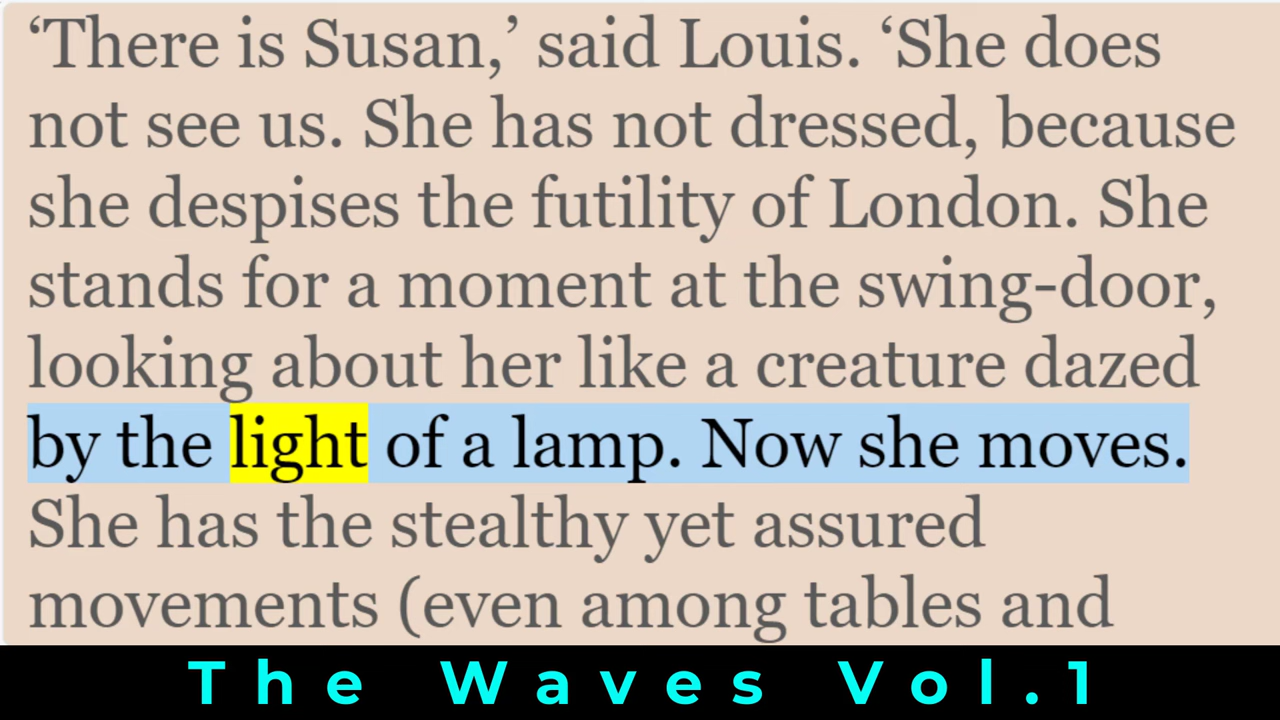 ‘There is Susan,’ said Louis. ‘She does
not see us. She has not dressed, because
she despises the futility of London. She
stands for a moment at the swing-door,
looking about her like a creature dazed
by the light of a lamp. Now she moves.
She has the stealthy yet assured
movements (even among tables and
The Waves Vol.1